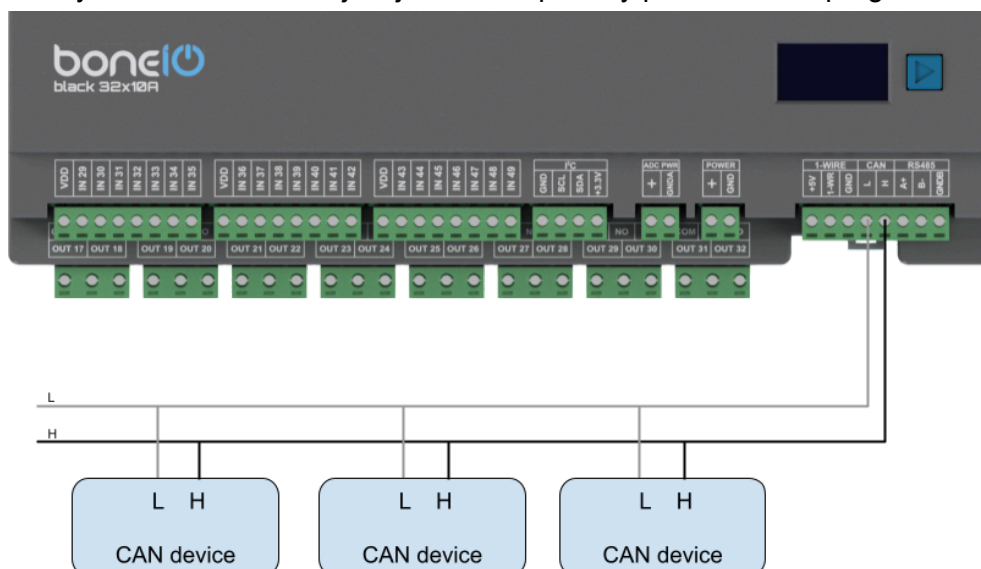 boneIO
black 32x10A
VDD IN 29 IN 30 IN 31 IN 32 IN 33 IN 34 IN 35
VDD IN 36 IN 37 IN 38 IN 39 IN 40 IN 41 IN 42
VDD IN 43 IN 44 IN 45 IN 46 IN 47 IN 48 IN 49
I²C
GND SCL SDA +3.3V
ADC PWR
+ GNDA
POWER
+ GND
1-WIRE CAN RS485
+5V 1-WR GND L H A+ B- GNDB
NO COM
OUT 17 OUT 18 OUT 19 OUT 20 OUT 21 OUT 22 OUT 23 OUT 24 OUT 25 OUT 26 OUT 27 OUT 28 OUT 29 OUT 30 OUT 31 OUT 32
L
H
L H
CAN device
L H
CAN device
L H
CAN device